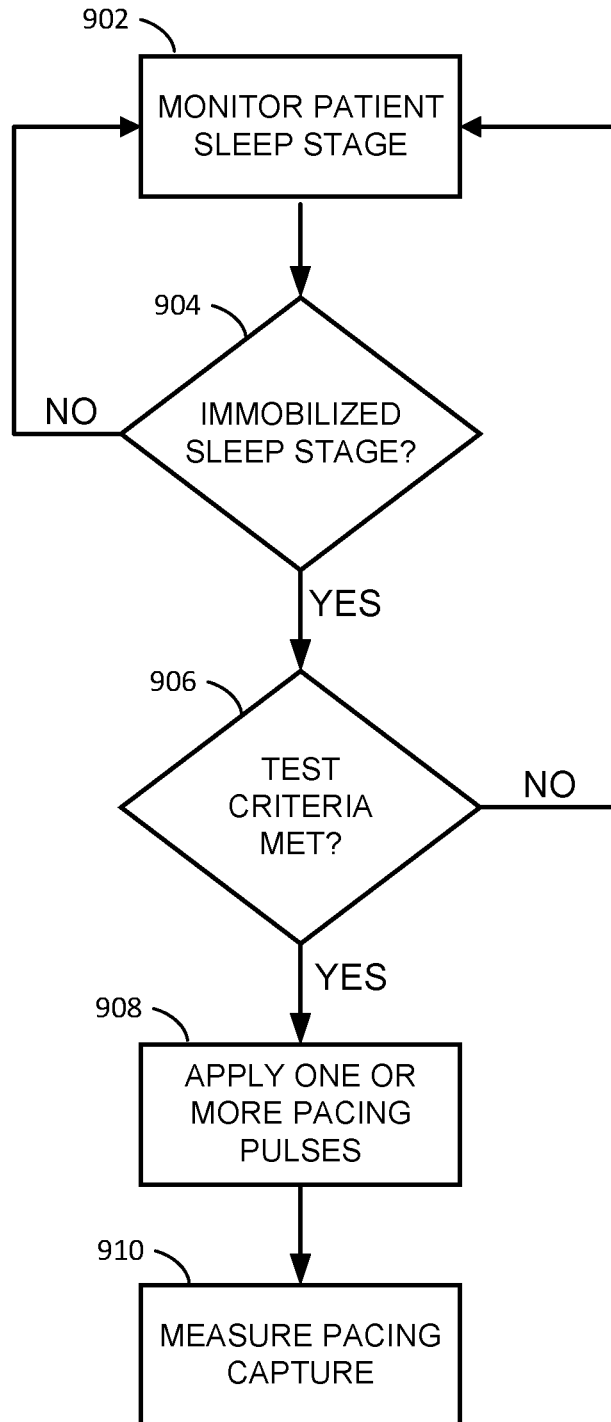 902
MONITOR PATIENT
SLEEP STAGE
904
NO
IMMOBILIZED
SLEEP STAGE?
YES
906
TEST
CRITERIA
MET?
NO
YES
908
APPLY ONE OR
MORE PACING
PULSES
910
MEASURE PACING
CAPTURE